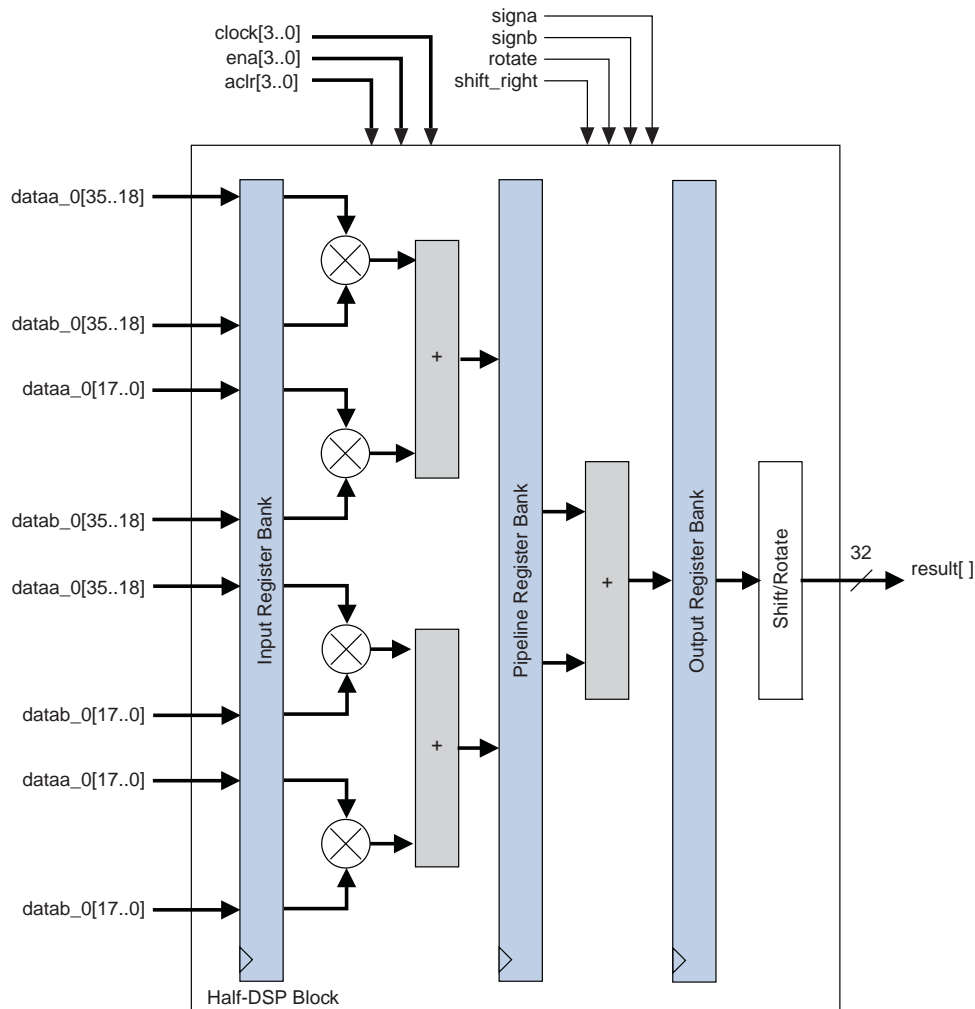 clock[3..0]
ena[3..0]
aclr[3..0]
signa
signb
rotate
shift_right
dataa_0[35..18]
datab_0[35..18]
dataa_0[17..0]
datab_0[35..18]
dataa_0[35..18]
datab_0[17..0]
dataa_0[17..0]
datab_0[17..0]
Input Register Bank
+
+
Pipeline Register Bank
+
Output Register Bank
Shift/Rotate
32
result[ ]
Half-DSP Block